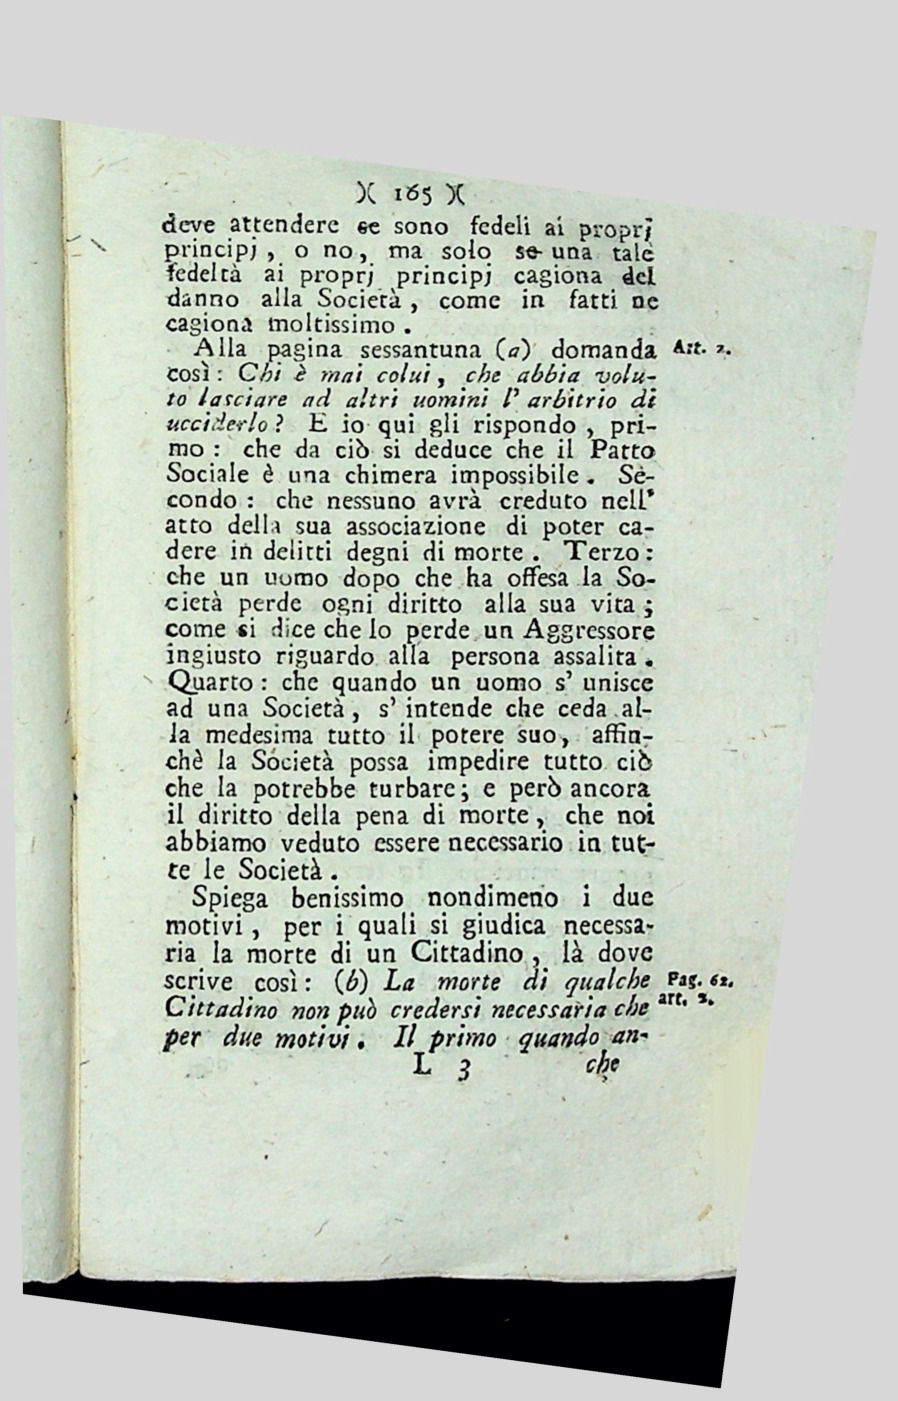 )( 165 )(
deve attendere se sono fedeli ai proprj
principj, o no, ma solo se una tale
fedeltà ai proprj principj cagiona del
danno alla Società, come in fatti ne
cagiona moltissimo.
Alla pagina sessantuna (a) domanda Art. 2.
così: Chi è mai colui, che abbia volu-
to lasciare ad altri uomini l' arbitrio di
ucciderlo? E io qui gli rispondo, pri-
mo: che da ciò si deduce che il Patto
Sociale è una chimera impossibile. Se-
condo: che nessuno avrà creduto nell'
atto della sua associazione di poter ca-
dere in delitti degni di morte. Terzo:
che un uomo dopo che ha offesa la So-
cietà perde ogni diritto alla sua vita;
come si dice che lo perde un Aggressore
ingiusto riguardo alla persona assalita.
Quarto: che quando un uomo s' unisce
ad una Società, s' intende che ceda al-
la medesima tutto il potere suo, affin-
chè la Società possa impedire tutto ciò
che la potrebbe turbare; e però ancora
il diritto della pena di morte, che noi
abbiamo veduto essere necessario in tut-
te le Società.
Spiega benissimo nondimeno i due
motivi, per i quali si giudica necessa-
ria la morte di un Cittadino, là dove
scrive così: (b) La morte di qualche Pag. 62.
Cittadino non può credersi necessaria che art. 2.
per due motivi. Il primo quando an-
L 3 che